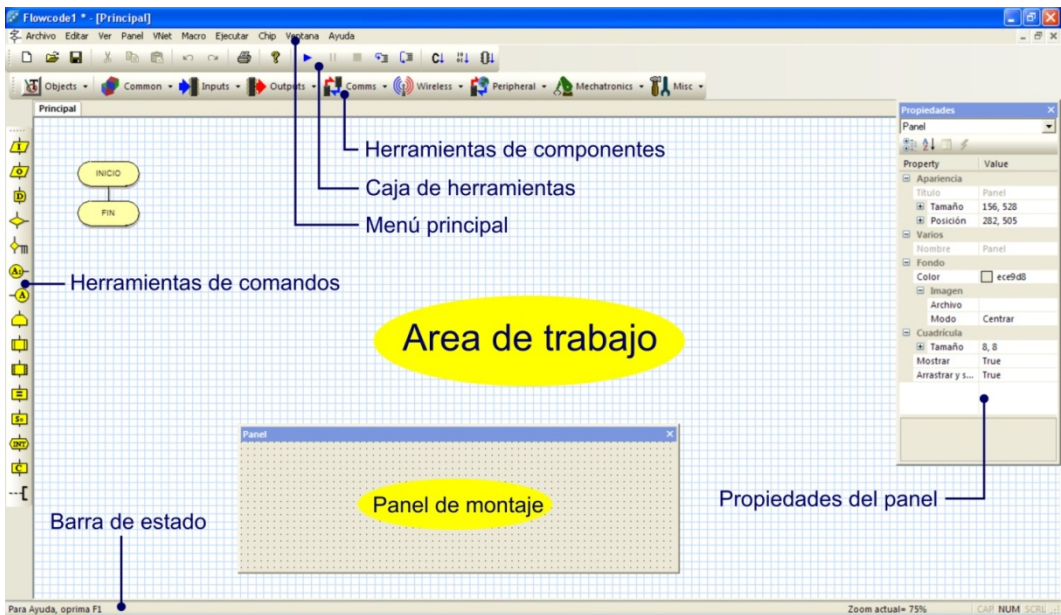 Flowcode1 * - [Principal]
Archivo Editar Ver Panel VNet Macro Ejecutar Chip Ventana Ayuda
Objects Common Inputs Outputs Comms Wireless Peripheral Mechatronics Misc
Principal
INICIO
FIN
Herramientas de componentes
Caja de herramientas
Menú principal
Herramientas de comandos
Area de trabajo
Panel
Panel de montaje
Barra de estado
Propiedades del panel
Propiedades
Panel
Property Value
Apariencia
Título Panel
Tamaño 156, 528
Posición 282, 505
Varios
Nombre Panel
Fondo
Color ece9d8
Imagen
Archivo
Modo Centrar
Cuadrícula
Tamaño 8, 8
Mostrar True
Arrastrar y s... True
Para Ayuda, oprima F1
Zoom actual= 75% CAP NUM SCRL